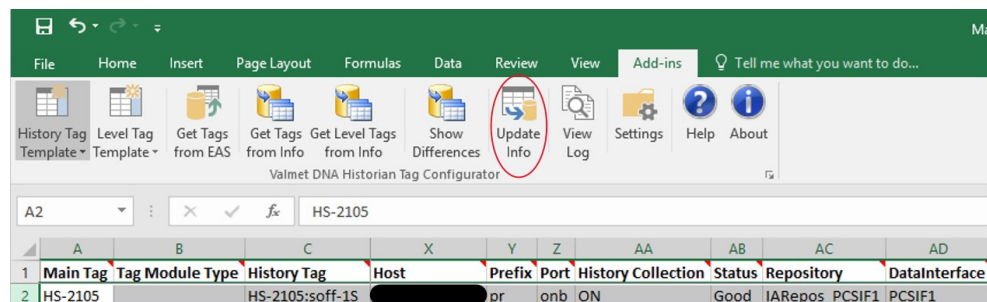 Ma
File Home Insert Page Layout Formulas Data Review View Add-ins Tell me what you want to do...
History Tag Template Level Tag Template Get Tags from EAS Get Tags from Info Get Level Tags from Info Show Differences Update Info View Log Settings Help About
Valmet DNA Historian Tag Configurator
A2 fx HS-2105
A B C X Y Z AA AB AC AD
1 Main Tag Tag Module Type History Tag Host Prefix Port History Collection Status Repository DataInterface
2 HS-2105 HS-2105:soff-1S pr onb ON Good IARepos_PCSIF1 PCSIF1